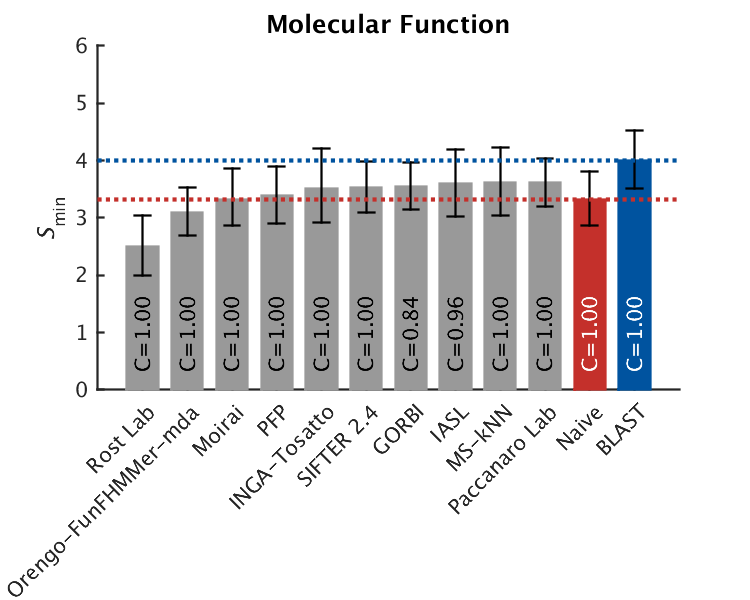 Molecular Function
6
5
4
3
2
1
0
Smin
C=1.00
C=1.00
C=1.00
C=1.00
C=1.00
C=1.00
C=0.84
C=0.96
C=1.00
C=1.00
C=1.00
C=1.00
Rost Lab
Orengo-FunFHMMer-mda
Moirai
PFP
INGA-Tosatto
SIFTER 2.4
GORBI
IASL
MS-kNN
Paccanaro Lab
Naive
BLAST